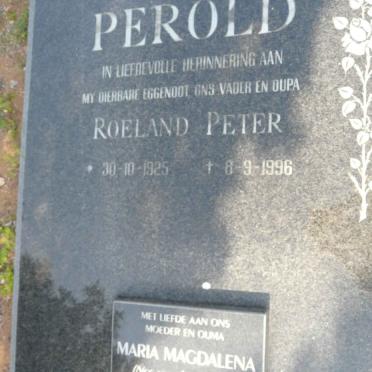 PEROLD
IN LIEFDEVOLLE HERINNERING AAN
MY DIERBARE EGGENOOT, ONS VADER EN OUPA
ROELAND PETER
* 30-10-1925 † 8-9-1996
MET LIEFDE AAN ONS
MOEDER EN OUMA
MARIA MAGDALENA